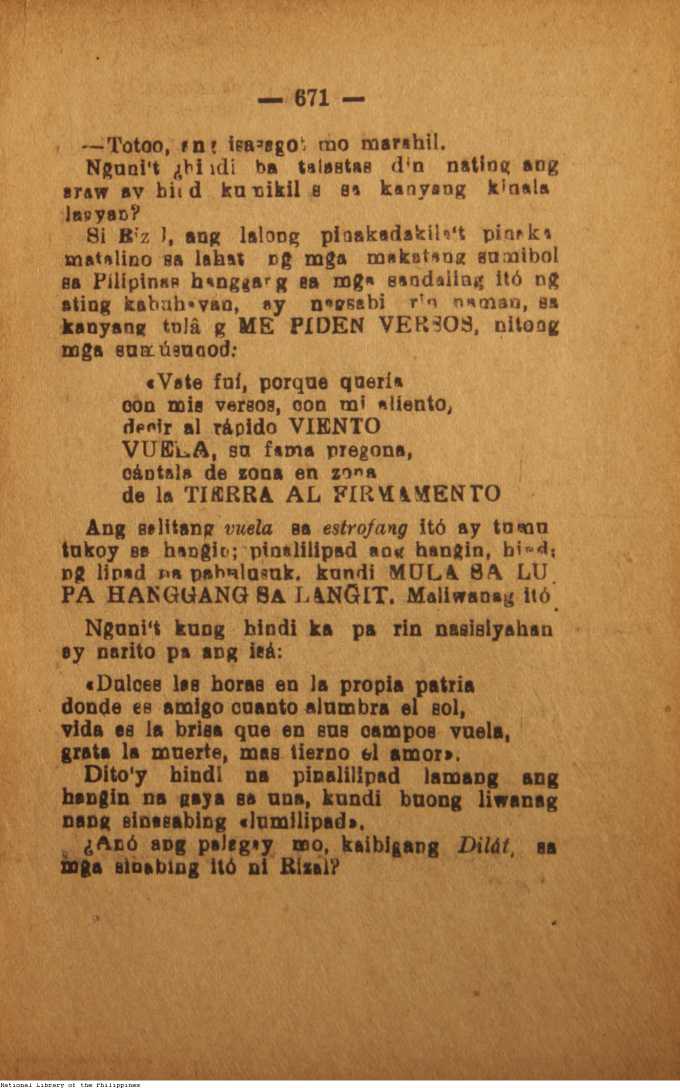 — 671 —
—Totoo, ang isasagot mo marahil.
Nguni't ¿hindi ba talastas din nating ang
araw ay hindi kumikilos sa kanyang kinala
lagyan?
Si Rizal, ang lalong pinakadakila't pinaka
matalino sa lahat ng mga makatang sumibol
sa Pilipinas hanggang sa mga sandaling itó ng
ating kabuhayan, ay nagsabi rin naman, sa
kanyang tulâ g ME PIDEN VERSOS, nitong
mga sumúsunod:
«Vate fuí, porque quería
con mis versos, con mi aliento,
decir al rápido VIENTO
VUELA, su fama pregona,
cántala de zona en zona
de la TIERRA AL FIRMAMENTO
Ang salitang vuela sa estrofang itó ay tumu
tukoy sa hangin; pinalilipad ang hangin, hindi
ng lipad na pabulusuk, kundi MULA SA LU
PA HANGGANG SA LANG̃IT. Maliwanag itó.
Nguni't kung hindi ka pa rin nasisiyahan
ay narito pa ang isá:
«Dulces las horas en la propia patria
donde es amigo cuanto alumbra el sol,
vida es la brisa que en sus campos vuela,
grata la muerte, mas tierno el amor».
Dito'y hindi na pinalilipad lamang ang
hangin na gaya sa una, kundi buong liwanag
nang sinasabing «lumilipad».
¿Anó ang palagay mo, kaibigang Dilát, sa
mga sinabing itó ni Rizal?
National Library of the Philippines